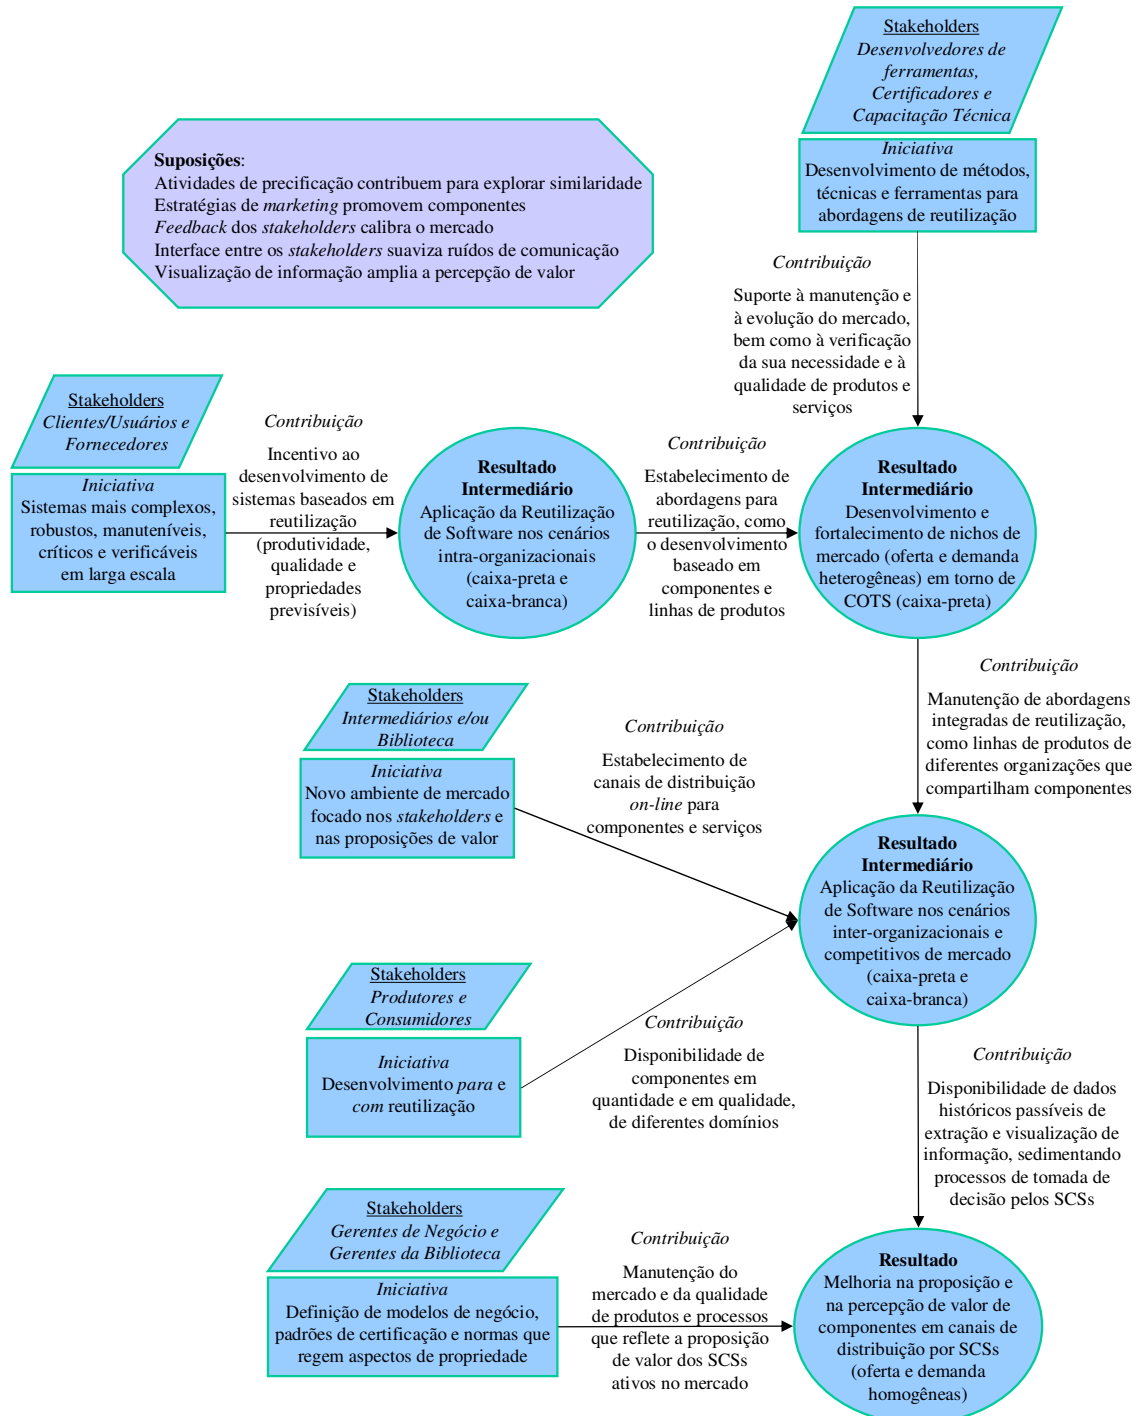 Stakeholders
Desenvolvedores de
ferramentas,
Certificadores e
Capacitação Técnica
Iniciativa
Desenvolvimento de métodos,
técnicas e ferramentas para
abordagens de reutilização
Suposições:
Atividades de precificação contribuem para explorar similaridade
Estratégias de marketing promovem componentes
Feedback dos stakeholders calibra o mercado
Interface entre os stakeholders suaviza ruídos de comunicação
Visualização de informação amplia a percepção de valor
Contribuição
Suporte à manutenção e
à evolução do mercado,
bem como à verificação
da sua necessidade e à
qualidade de produtos e
serviços
Stakeholders
Clientes/Usuários e
Fornecedores
Iniciativa
Sistemas mais complexos,
robustos, manuteníveis,
críticos e verificáveis
em larga escala
Contribuição
Incentivo ao
desenvolvimento de
sistemas baseados em
reutilização
(produtividade,
qualidade e
propriedades
previsíveis)
Resultado
Intermediário
Aplicação da Reutilização
de Software nos cenários
intra-organizacionais
(caixa-preta e
caixa-branca)
Contribuição
Estabelecimento de
abordagens para
reutilização, como
o desenvolvimento
baseado em
componentes e
linhas de produtos
Resultado
Intermediário
Desenvolvimento e
fortalecimento de nichos de
mercado (oferta e demanda
heterogêneas) em torno de
COTS (caixa-preta)
Contribuição
Manutenção de abordagens
integradas de reutilização,
como linhas de produtos de
diferentes organizações que
compartilham componentes
Stakeholders
Intermediários e/ou
Biblioteca
Iniciativa
Novo ambiente de mercado
focado nos stakeholders e
nas proposições de valor
Contribuição
Estabelecimento de
canais de distribuição
on-line para
componentes e serviços
Resultado
Intermediário
Aplicação da Reutilização
de Software nos cenários
inter-organizacionais e
competitivos de mercado
(caixa-preta e
caixa-branca)
Stakeholders
Produtores e
Consumidores
Iniciativa
Desenvolvimento para e
com reutilização
Contribuição
Disponibilidade de
componentes em
quantidade e em qualidade,
de diferentes domínios
Contribuição
Disponibilidade de dados
históricos passíveis de
extração e visualização de
informação, sedimentando
processos de tomada de
decisão pelos SCSs
Stakeholders
Gerentes de Negócio e
Gerentes da Biblioteca
Iniciativa
Definição de modelos de negócio,
padrões de certificação e normas que
regem aspectos de propriedade
Contribuição
Manutenção do
mercado e da qualidade
de produtos e processos
que reflete a proposição
de valor dos SCSs
ativos no mercado
Resultado
Melhoria na proposição e
na percepção de valor de
componentes em canais de
distribuição por SCSs
(oferta e demanda
homogêneas)